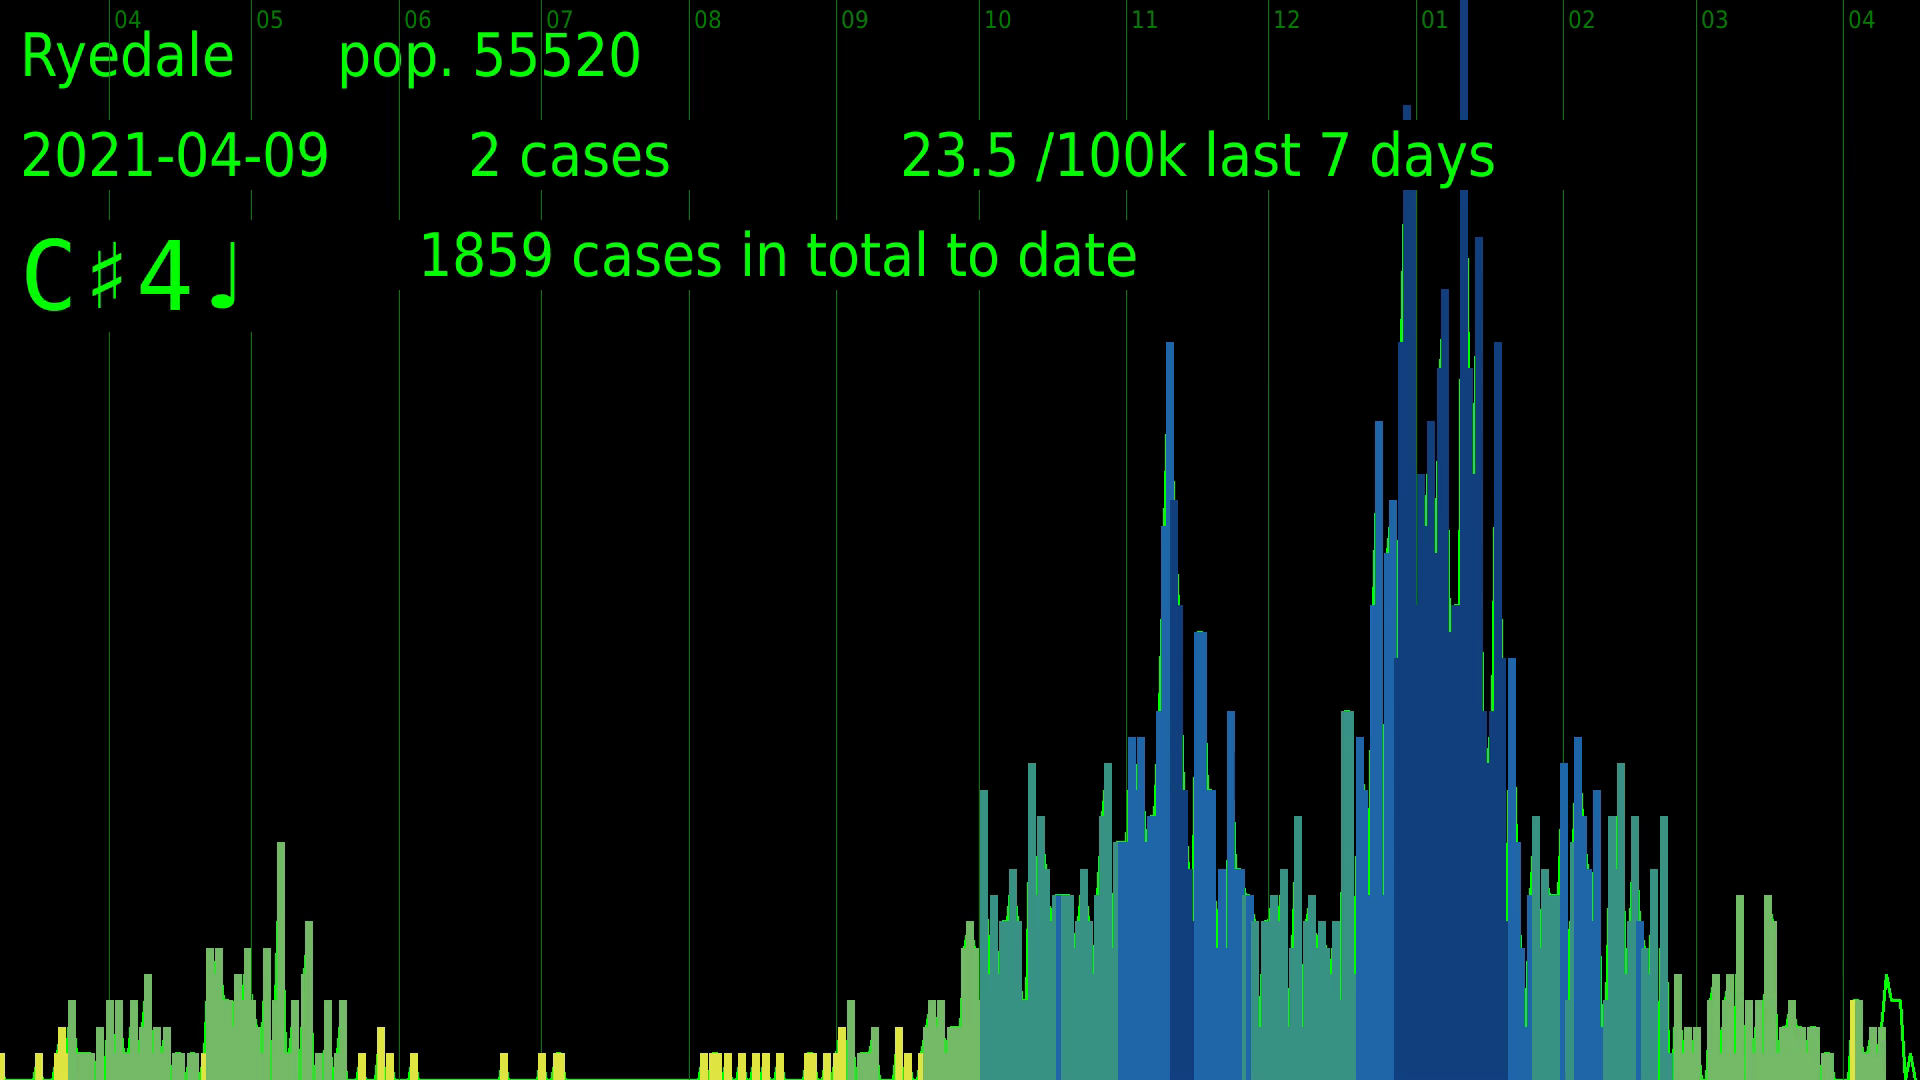 04 05 06 07 08 09 10 11 12 01 02 03 04
Ryedale pop. 55520
2021-04-09 2 cases 23.5 /100k last 7 days
C♯4♩ 1859 cases in total to date